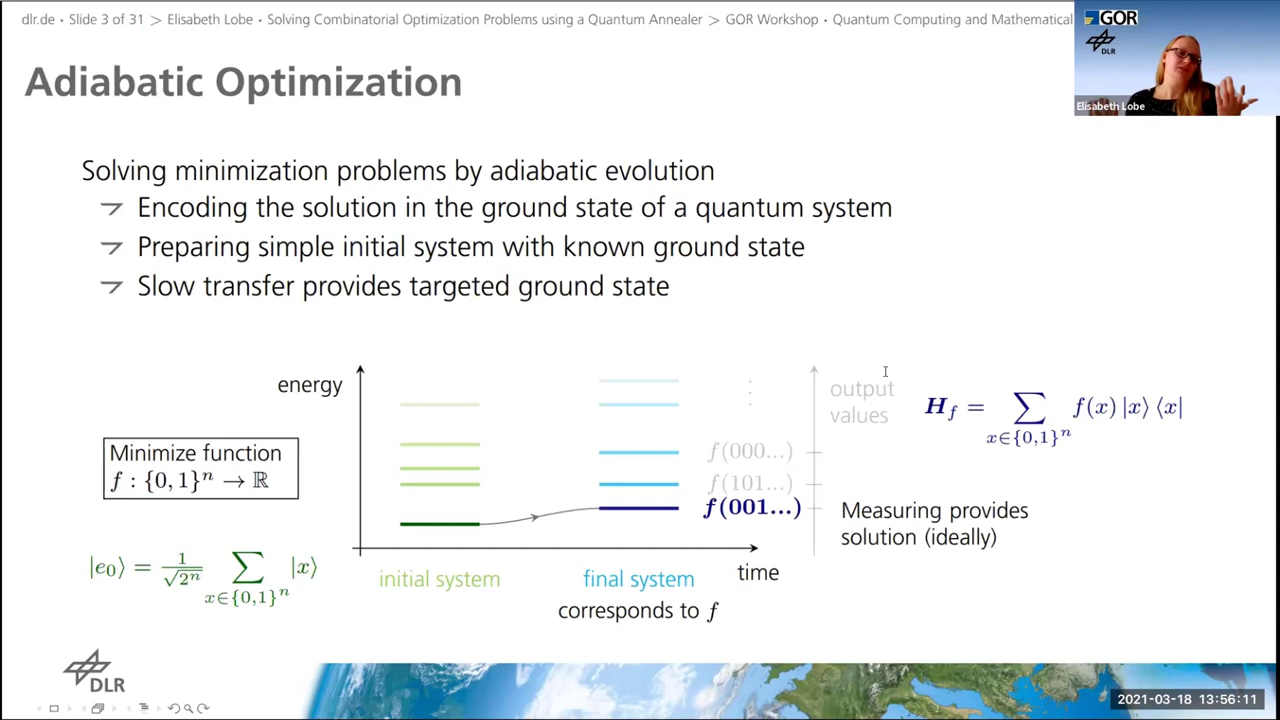 dlr.de • Slide 3 of 31 > Elisabeth Lobe • Solving Combinatorial Optimization Problems using a Quantum Annealer > GOR Workshop • Quantum Computing and Mathematical
GOR
DLR
Elisabeth Lobe
Adiabatic Optimization
Solving minimization problems by adiabatic evolution
Encoding the solution in the ground state of a quantum system
Preparing simple initial system with known ground state
Slow transfer provides targeted ground state
energy
output
values
H_f = ∑_{x∈{0,1}^n} f(x) |x⟩ ⟨x|
Minimize function
f : {0, 1}^n → ℝ
f(000...)
f(101...)
f(001...)
Measuring provides
solution (ideally)
|e_0⟩ = 1/√2^n ∑_{x∈{0,1}^n} |x⟩
initial system
final system
time
corresponds to f
DLR
2021-03-18 13:56:11